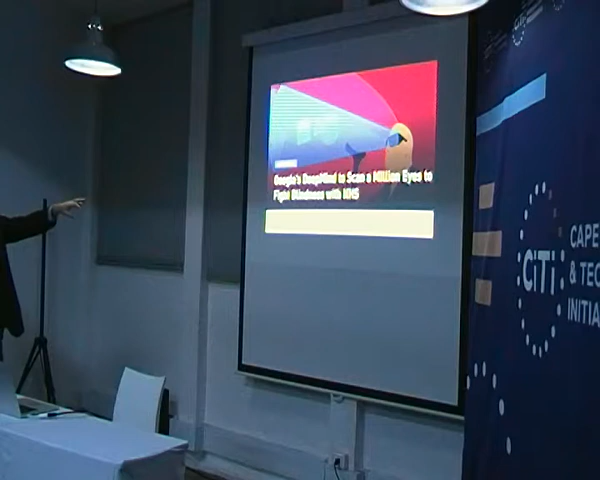 Google's DeepMind to Scan a Million Eyes to
Fight Blindness with NHS
CiTi
CAPE
& TEC
INITIA